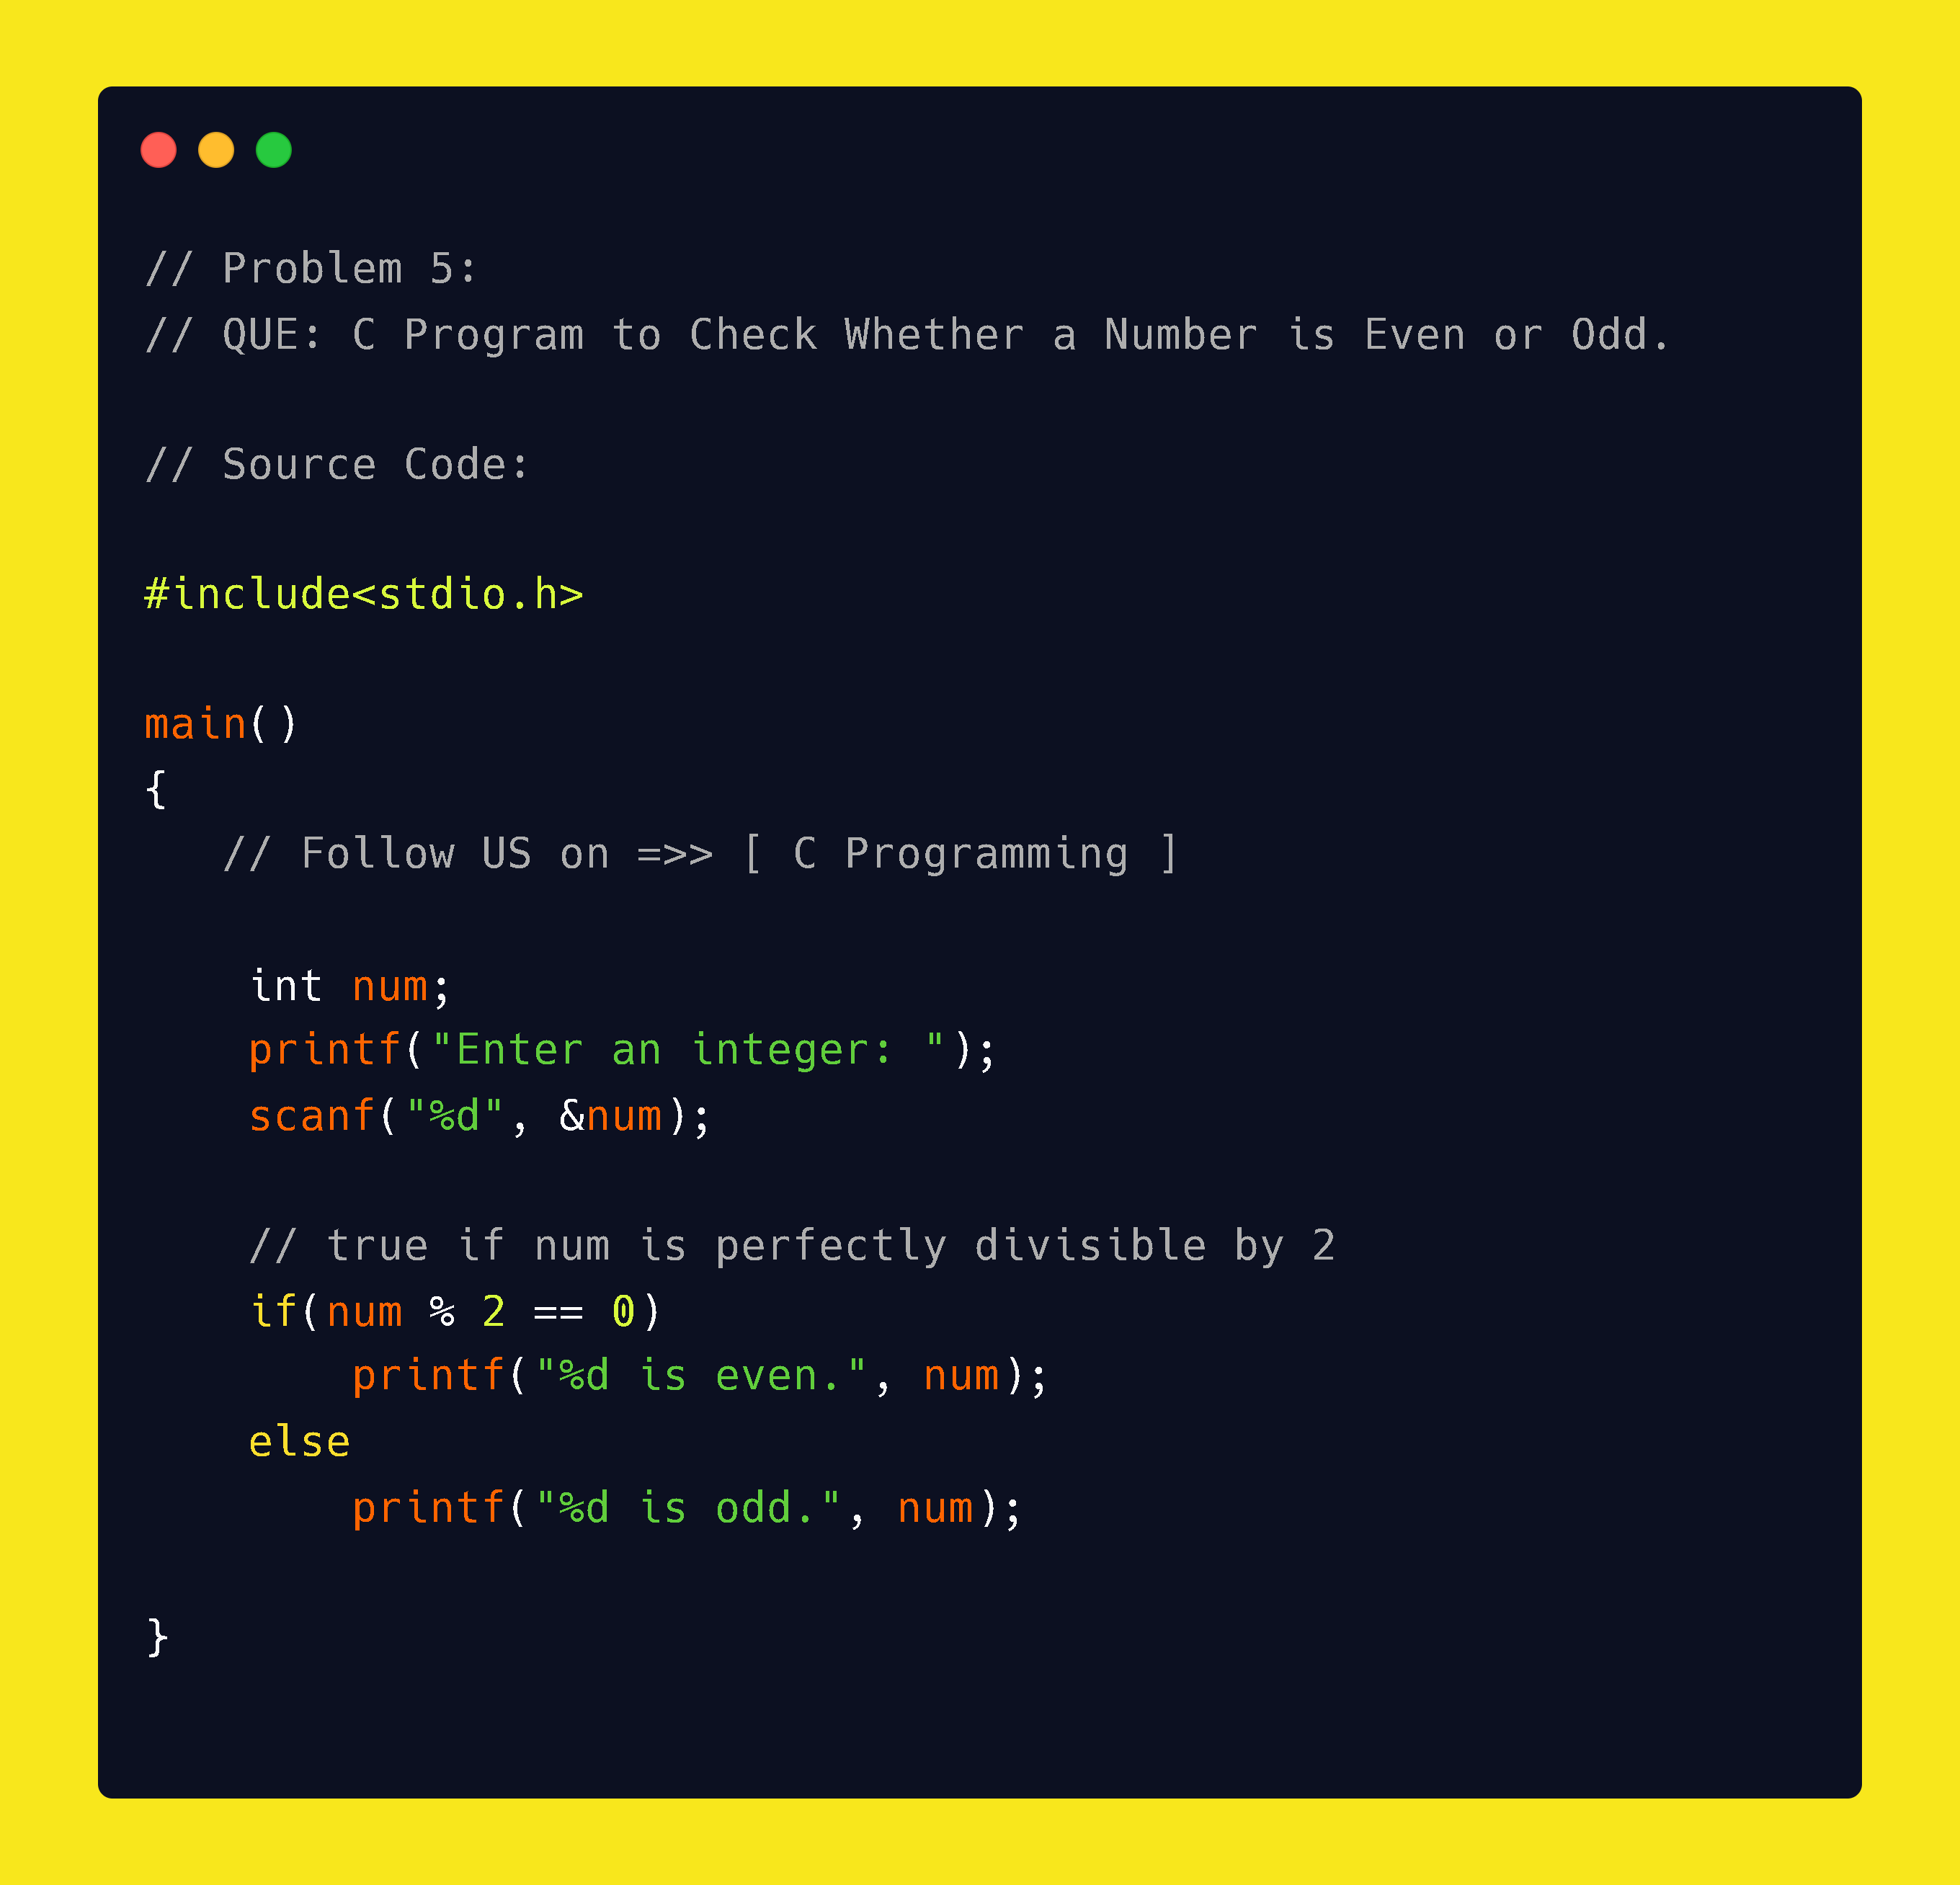 // Problem 5:
// QUE: C Program to Check Whether a Number is Even or Odd.
// Source Code:
#include<stdio.h>
main()
{
// Follow US on =>> [ C Programming ]
int num;
printf("Enter an integer: ");
scanf("%d", &num);
// true if num is perfectly divisible by 2
if(num % 2 == 0)
printf("%d is even.", num);
else
printf("%d is odd.", num);
}